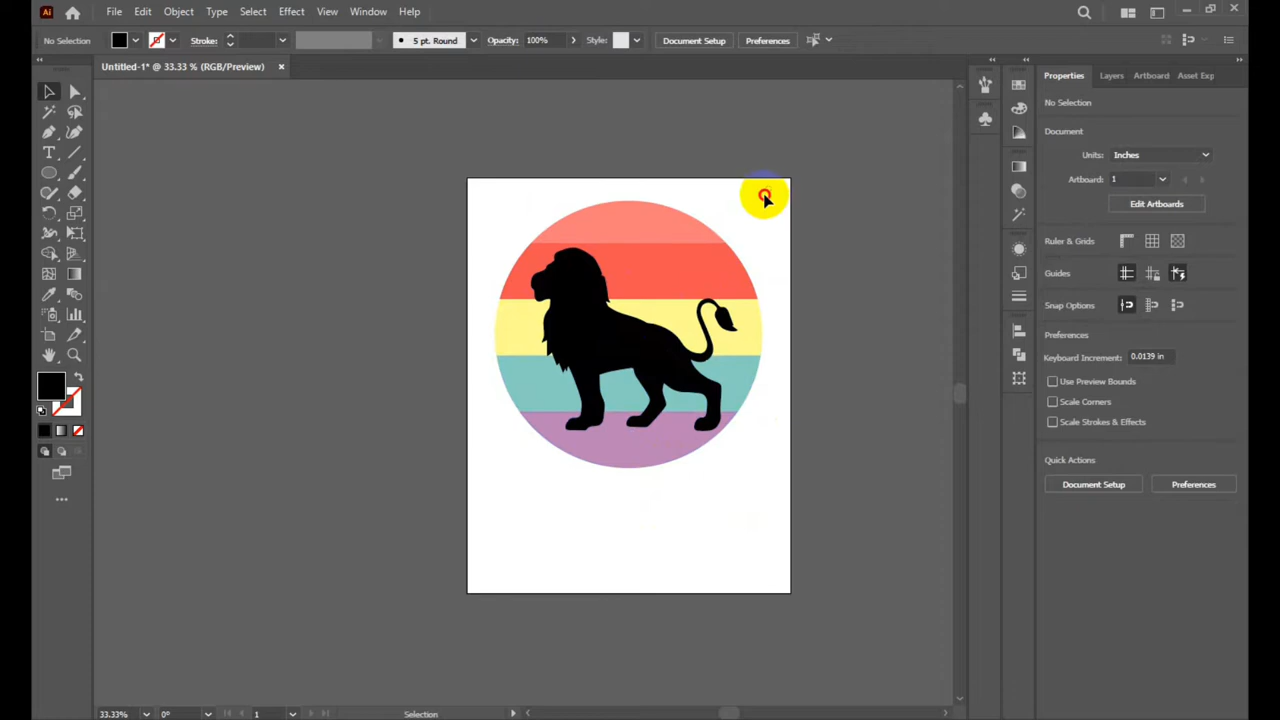 Ai File Edit Object Type Select Effect View Window Help
No Selection Stroke: 5 pt. Round Opacity: 100% Style: Document Setup Preferences
Untitled-1* @ 33.33 % (RGB/Preview) ×
Properties Layers Artboard Asset Exp
No Selection
Document
Units: Inches
Artboard: 1
Edit Artboards
Ruler & Grids
Guides
Snap Options
Preferences
Keyboard Increment: 0.0139 in
Use Preview Bounds
Scale Corners
Scale Strokes & Effects
Quick Actions
Document Setup Preferences
33.33% 0° 1 Selection